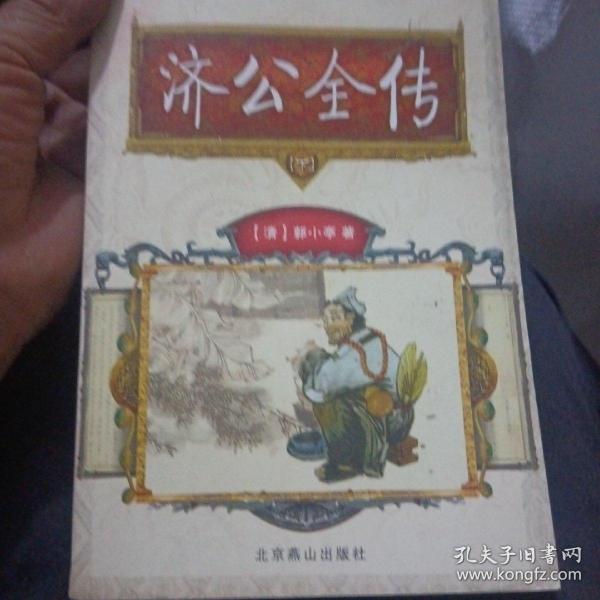 济公全传
【下】
【清】郭小亭 著
北京燕山出版社
孔夫子旧书网
www.kongfz.com